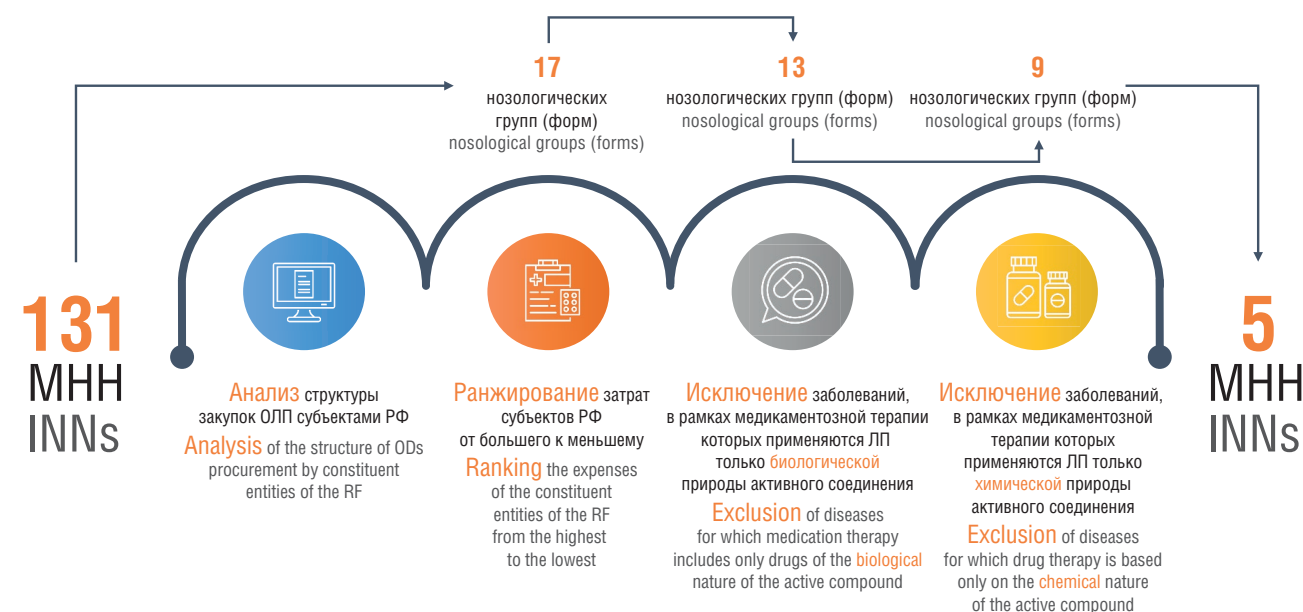 17
нозологических
групп (форм)
nosological groups (forms)
13
нозологических групп (форм)
nosological groups (forms)
9
нозологических групп (форм)
nosological groups (forms)
131
МНН
INNs
Анализ структуры
закупок ОЛП субъектами РФ
Analysis of the structure of ODs
procurement by constituent
entities of the RF
Ранжирование затрат
субъектов РФ
от большего к меньшему
Ranking the expenses
of the constituent
entities of the RF
from the highest
to the lowest
Исключение заболеваний,
в рамках медикаментозной терапии
которых применяются ЛП
только биологической
природы активного соединения
Exclusion of diseases
for which medication therapy
includes only drugs of the biological
nature of the active compound
Исключение заболеваний,
в рамках медикаментозной
терапии которых
применяются ЛП только
химической природы
активного соединения
Exclusion of diseases
for which drug therapy is based
only on the chemical nature
of the active compound
5
МНН
INNs